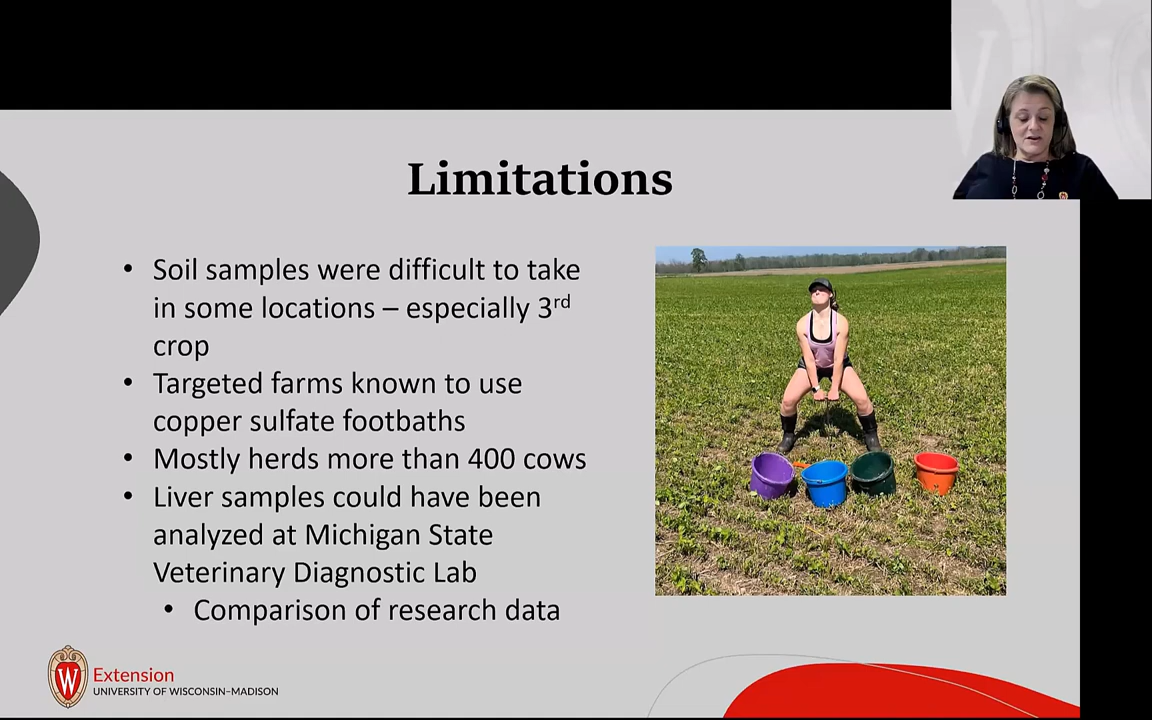 Limitations
• Soil samples were difficult to take
in some locations – especially 3rd
crop
• Targeted farms known to use
copper sulfate footbaths
• Mostly herds more than 400 cows
• Liver samples could have been
analyzed at Michigan State
Veterinary Diagnostic Lab
• Comparison of research data
W
Extension
UNIVERSITY OF WISCONSIN–MADISON